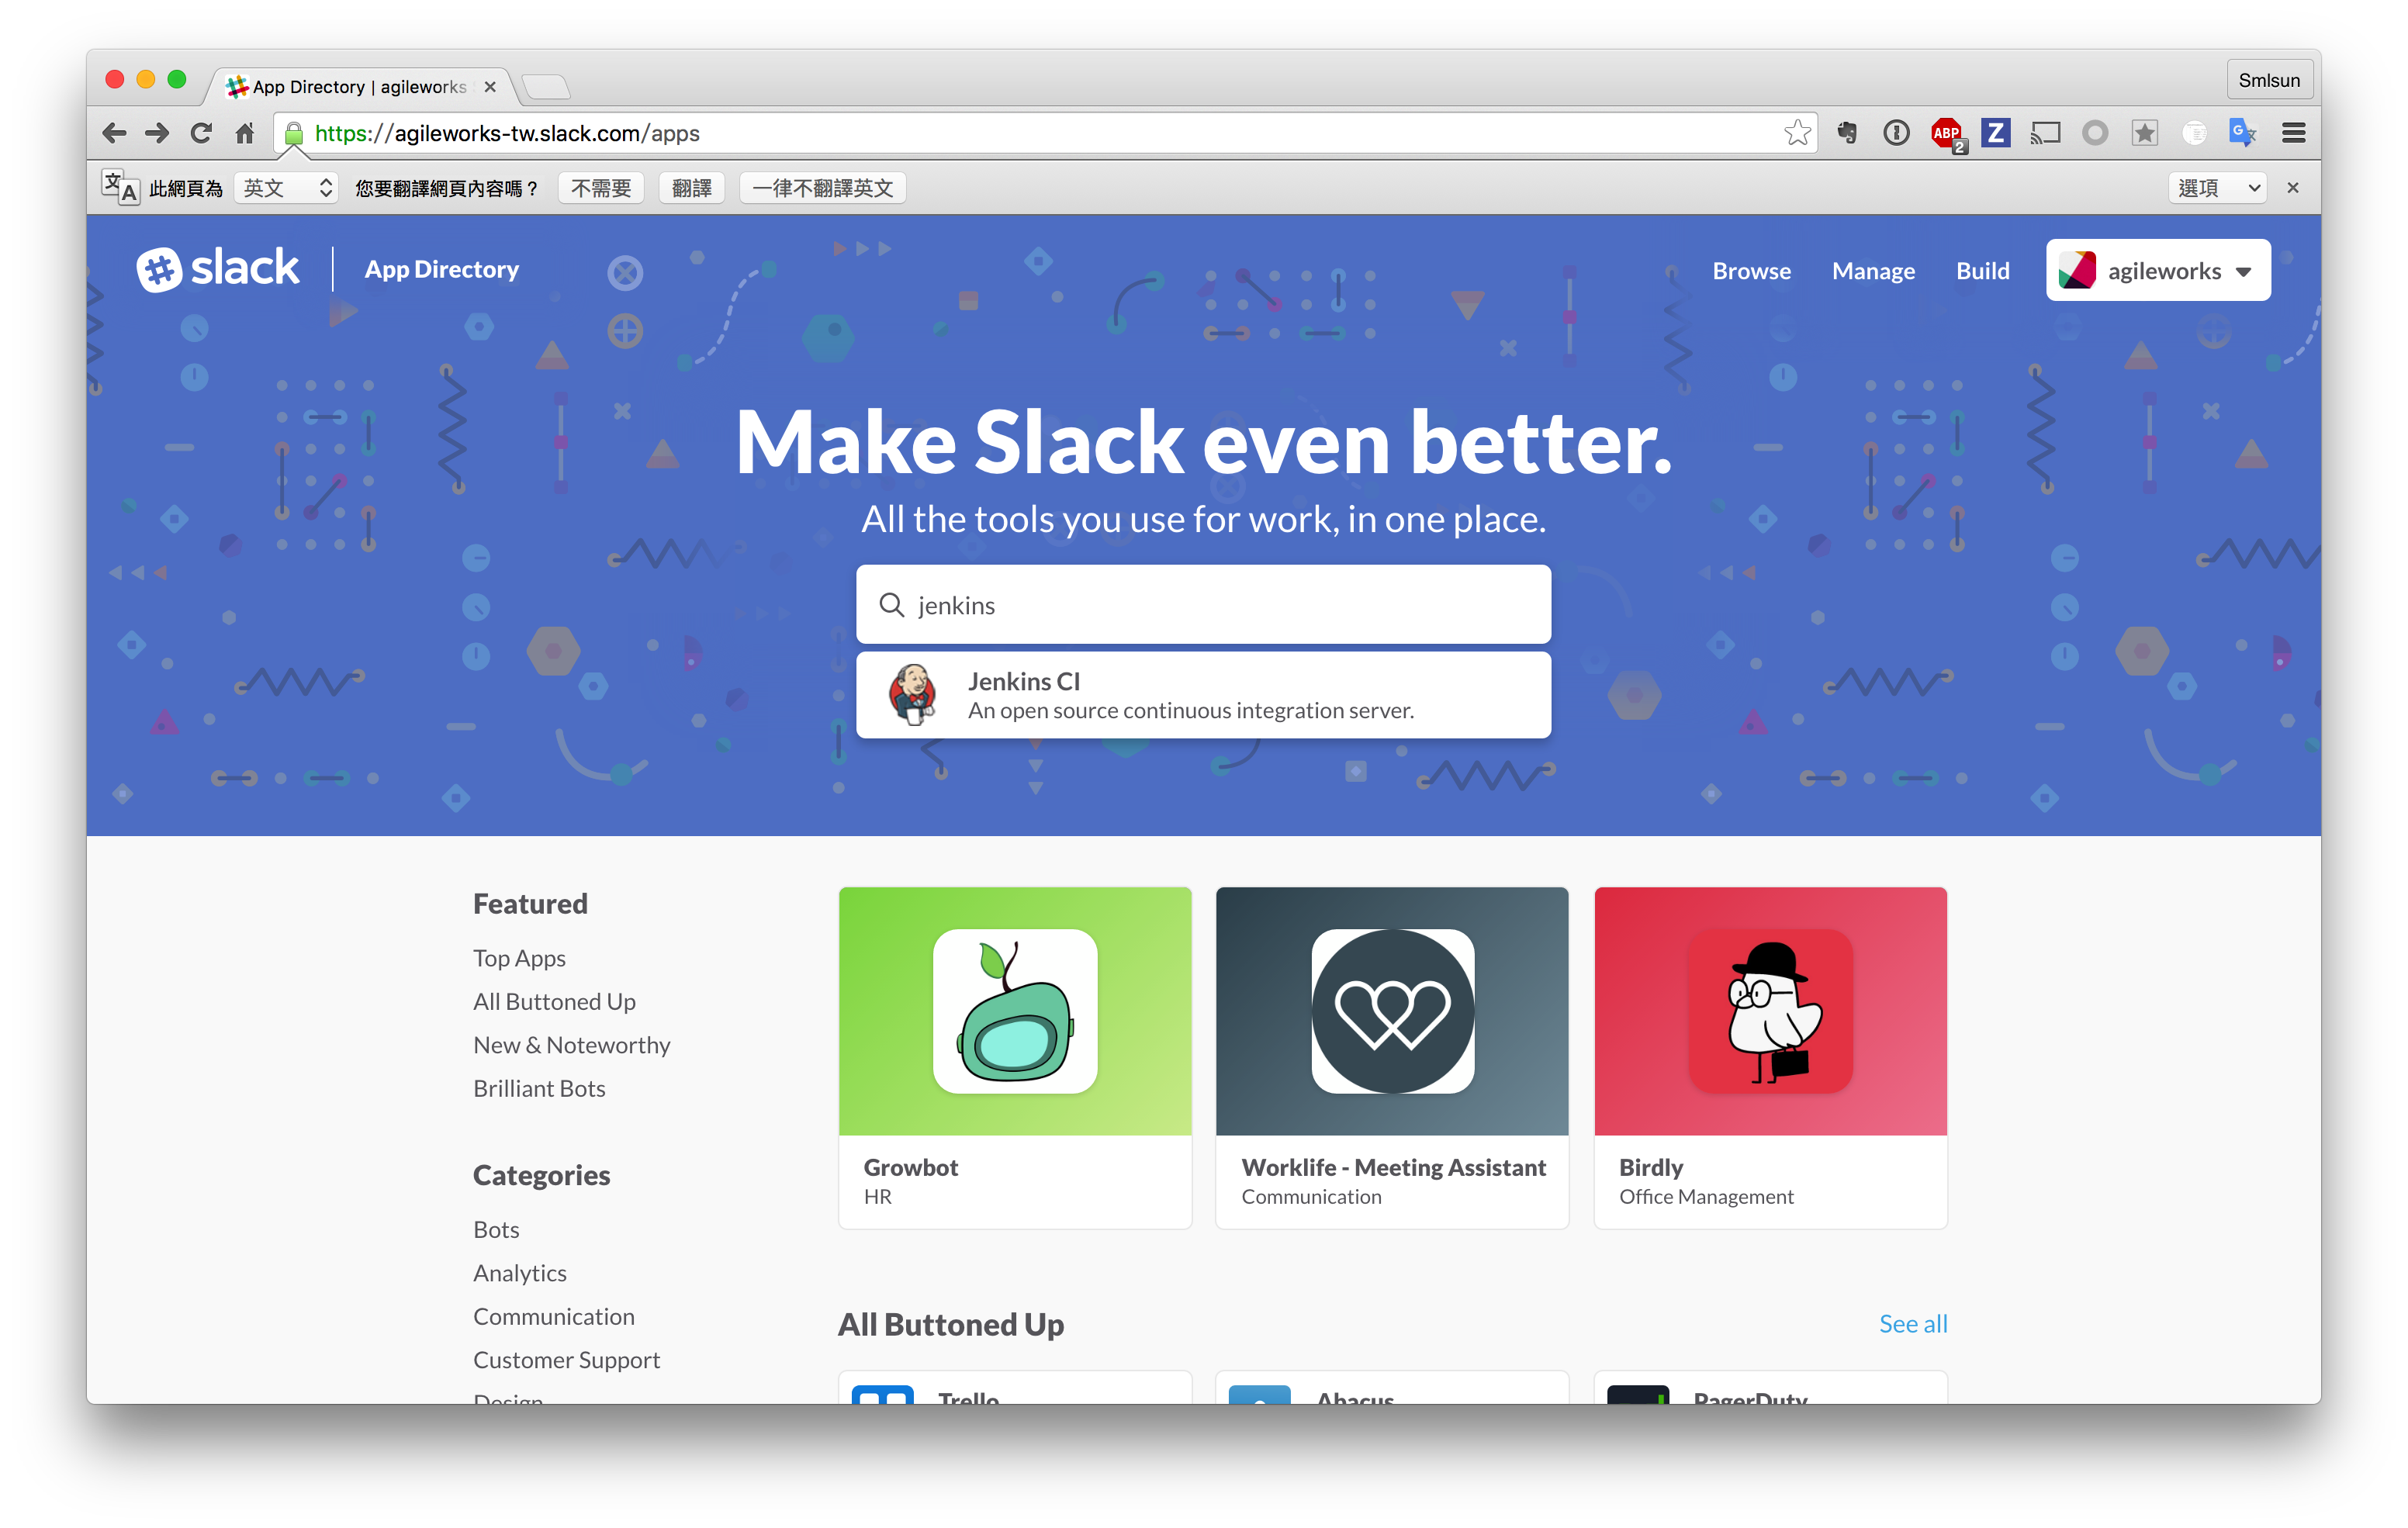 App Directory | agileworks
Smlsun
https://agileworks-tw.slack.com/apps
ABP
2
Z
G
文A 此網頁為 英文 您要翻譯網頁內容嗎？ 不需要 翻譯 一律不翻譯英文 選項
slack App Directory Browse Manage Build agileworks
Make Slack even better.
All the tools you use for work, in one place.
jenkins
Jenkins CI
An open source continuous integration server.
Featured
Top Apps
All Buttoned Up
New & Noteworthy
Brilliant Bots
Categories
Bots
Analytics
Communication
Customer Support
Design
Growbot
HR
Worklife - Meeting Assistant
Communication
Birdly
Office Management
All Buttoned Up See all
Trello Abacus PagerDuty